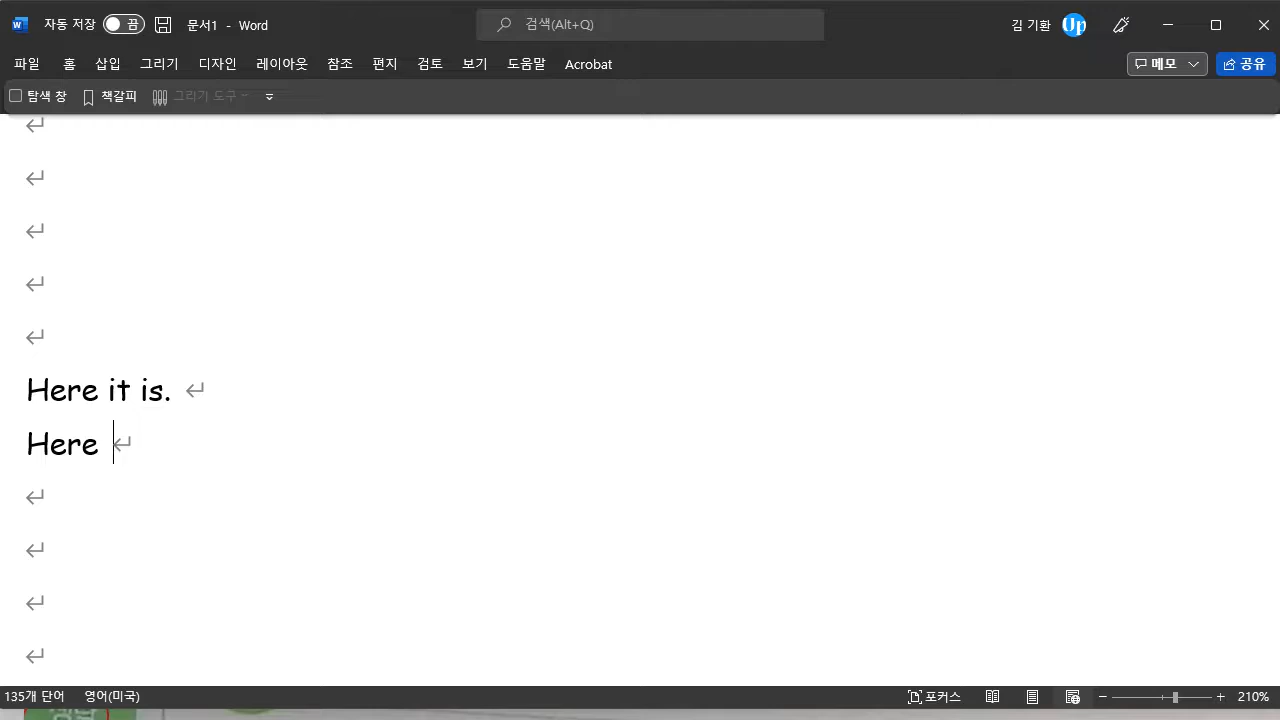 자동 저장 끔 문서1 - Word 검색(Alt+Q) 김 기환 Up
파일 홈 삽입 그리기 디자인 레이아웃 참조 편지 검토 보기 도움말 Acrobat 메모 공유
탐색 창 책갈피 그리기 도구
Here it is.
Here
135개 단어 영어(미국) 포커스 210%